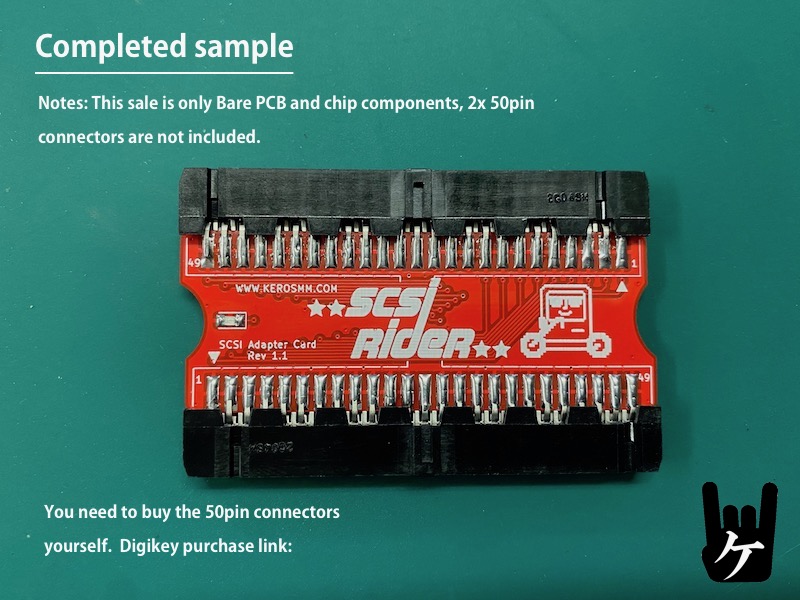 Completed sample
Notes: This sale is only Bare PCB and chip components, 2x 50pin
connectors are not included.
49
1
WWW.KEROSMM.COM
★★SCSI
RIDER★★
SCSI Adapter Card
Rev 1.1
1
49
You need to buy the 50pin connectors
yourself. Digikey purchase link:
ケ